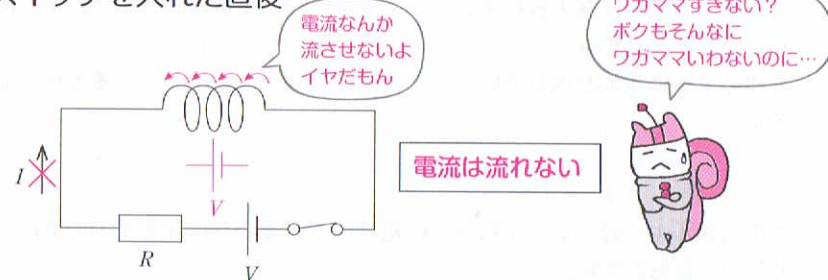 スイッチを入れた直後
電流なんか
流させないよ
イヤだもん
ワガママすぎない?
ボクもそんなに
ワガママいわないのに…
I
V
電流は流れない
R
V